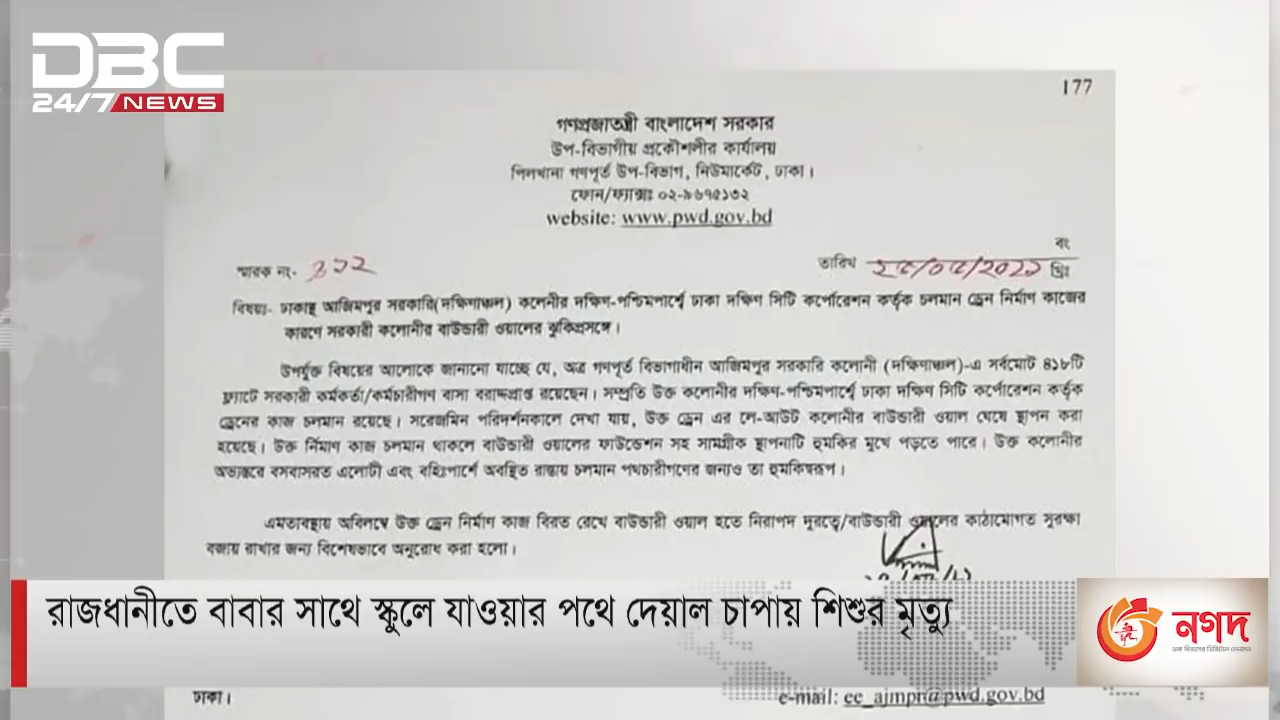 DBC
24/7 NEWS
177
গণপ্রজাতন্ত্রী বাংলাদেশ সরকার
উপ-বিভাগীয় প্রকৌশলীর কার্যালয়
পিলখানা গণপূর্ত উপ-বিভাগ, নিউমার্কেট, ঢাকা।
ফোন/ফ্যাক্সঃ ০২-৯৬৭৫১৩২
website: www.pwd.gov.bd
বং
স্মারক নং- ৩১২
তারিখ ২৫/০৫/২০২১ খ্রিঃ
বিষয়ঃ- ঢাকাস্থ আজিমপুর সরকারি(দক্ষিণাঞ্চল) কলেনীর দক্ষিণ-পশ্চিমপার্শ্বে ঢাকা দক্ষিণ সিটি কর্পোরেশন কর্তৃক চলমান ড্রেন নির্মাণ কাজের
কারণে সরকারী কলোনীর বাউন্ডারী ওয়ালের ঝুকিপ্রসঙ্গে।
উপর্যুক্ত বিষয়ের আলোকে জানানো যাচ্ছে যে, অত্র গণপূর্ত বিভাগাধীন আজিমপুর সরকারি কলোনী (দক্ষিণাঞ্চল)-এ সর্বমোট ৪১৮টি
ফ্ল্যাটে সরকারী কর্মকর্তা/কর্মচারীগণ বাসা বরাদ্দপ্রাপ্ত রয়েছেন। সম্প্রতি উক্ত কলোনীর দক্ষিণ-পশ্চিমপার্শ্বে ঢাকা দক্ষিণ সিটি কর্পোরেশন কর্তৃক
ড্রেনের কাজ চলমান রয়েছে। সরেজমিন পরিদর্শনকালে দেখা যায়, উক্ত ড্রেন এর লে-আউট কলোনীর বাউন্ডারী ওয়াল ঘেষে স্থাপন করা
হয়েছে। উক্ত নির্মাণ কাজ চলমান থাকলে বাউন্ডারী ওয়ালের ফাউন্ডেশন সহ সামগ্রীক স্থাপনাটি হুমকির মুখে পড়তে পারে। উক্ত কলোনীর
অভ্যন্তরে বসবাসরত এলোটী এবং বহিঃপার্শে অবস্থিত রাস্তায় চলমান পথচারীগণের জন্যও তা হুমকিস্বরূপ।
এমতাবস্থায় অবিলম্বে উক্ত ড্রেন নির্মাণ কাজ বিরত রেখে বাউন্ডারী ওয়াল হতে নিরাপদ দূরত্বে/বাউন্ডারী ওয়ালের কাঠামোগত সুরক্ষা
বজায় রাখার জন্য বিশেষভাবে অনুরোধ করা হলো।
রাজধানীতে বাবার সাথে স্কুলে যাওয়ার পথে দেয়াল চাপায় শিশুর মৃত্যু
নগদ
ডাক বিভাগের ডিজিটাল লেনদেন
ঢাকা।
e-mail: ee_ajmpr@pwd.gov.bd